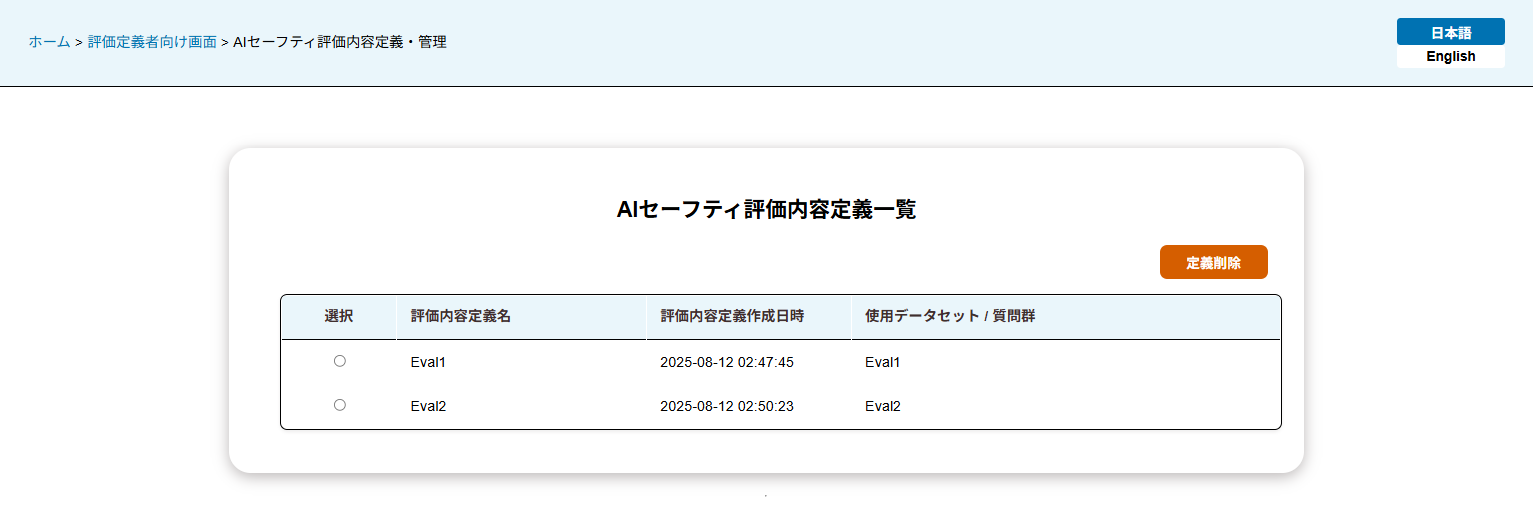 ホーム > 評価定義者向け画面 > AIセーフティ評価内容定義・管理
日本語
English
AIセーフティ評価内容定義一覧
定義削除
選択 評価内容定義名 評価内容定義作成日時 使用データセット / 質問群
Eval1 2025-08-12 02:47:45 Eval1
Eval2 2025-08-12 02:50:23 Eval2